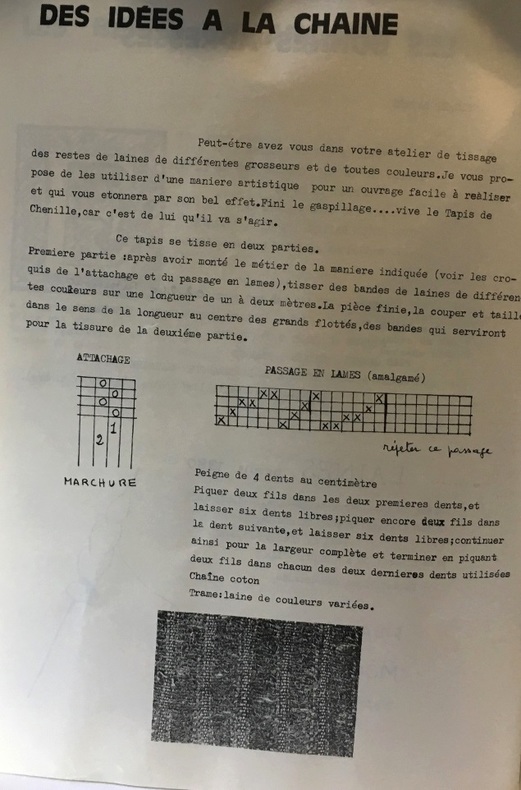 DES IDÉES A LA CHAINE
Peut-étre avez vous dans votre atelier de tissage
des restes de laines de différentes grosseurs et de toutes couleurs.Je vous pro-
pose de les utiliser d'une maniere artistique pour un ouvrage facile à realiser
et qui vous etonnera par son bel effet.Fini le gaspillage....vive le Tapis de
Chenille,car c'est de lui qu'il va s'agir.
Ce tapis se tisse en deux parties.
Premiere partie :après avoir monté le métier de la maniere indiquée (voir les cro-
quis de l'attachage et du passage en lames),tisser des bandes de laines de différen
tes couleurs sur une longueur de un à deux mètres.La pièce finie,la couper et taill
dans le sens de la longueur au centre des grands flottés,des bandes qui serviront
pour la tissure de la deuxiéme partie.
ATTACHAGE
PASSAGE EN LAMES (amalgamé)
O
O
O
O
1
2
X X X X
X X X X
X X X X
X X X X
répéter ce passage
MARCHURE
Peigne de 4 dents au centimètre
Piquer deux fils dans les deux premieres dents,et
laisser six dents libres;piquer encore deux fils dans
la dent suivante,et laisser six dents libres;continuer
ainsi pour la largeur complète et terminer en piquant
deux fils dans chacun des deux dernieres dents utilisées
Chaîne coton
Trame:laine de couleurs variées.